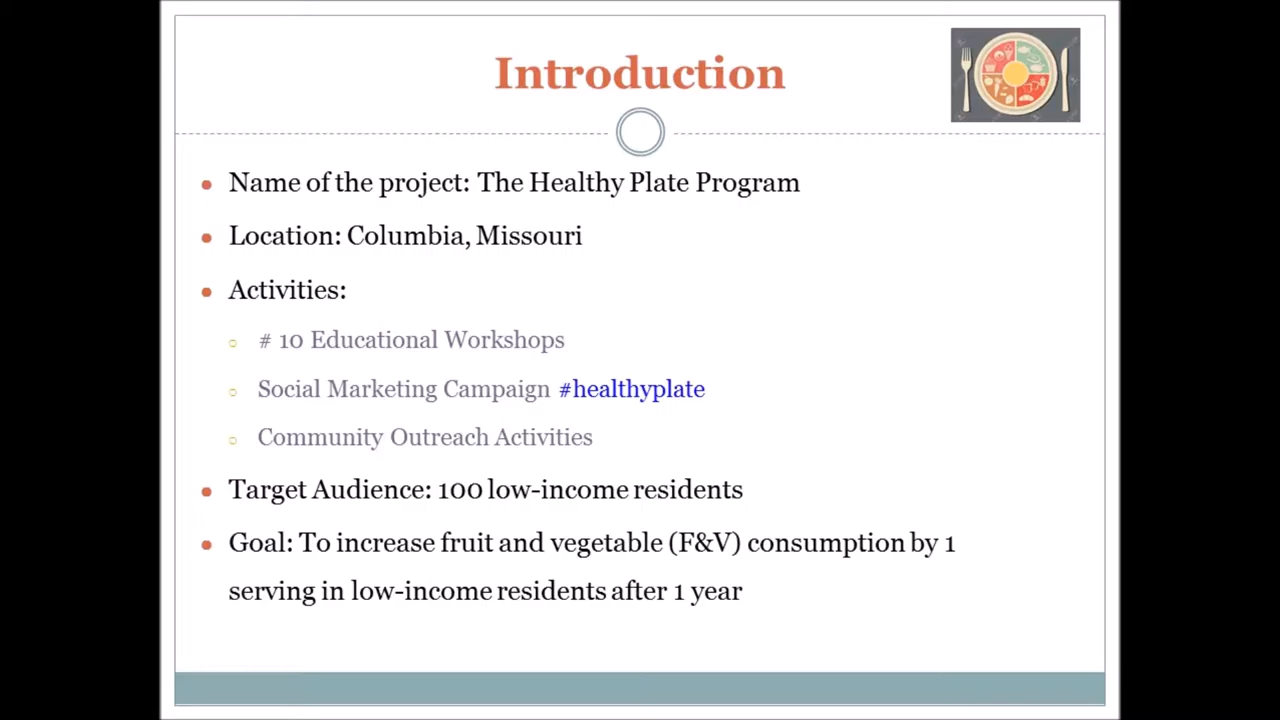 Introduction
Name of the project: The Healthy Plate Program
Location: Columbia, Missouri
Activities:
# 10 Educational Workshops
Social Marketing Campaign #healthyplate
Community Outreach Activities
Target Audience: 100 low-income residents
Goal: To increase fruit and vegetable (F&V) consumption by 1
serving in low-income residents after 1 year